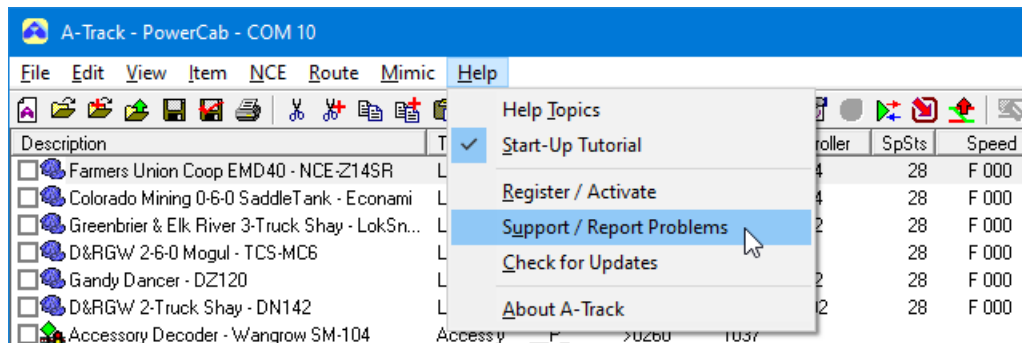 A-Track - PowerCab - COM 10
File Edit View Item NCE Route Mimic Help
Help Topics
Description T roller SpSts Speed
Start-Up Tutorial
Farmers Union Coop EMD40 - NCE-Z14SR L 4 28 F 000
Register / Activate
Colorado Mining 0-6-0 SaddleTank - Econami L 4 28 F 000
Greenbrier & Elk River 3-Truck Shay - LokSn... L 2 28 F 000
Support / Report Problems
D&RGW 2-6-0 Mogul - TCS-MC6 L 28 F 000
Check for Updates
Gandy Dancer - DZ120 L 2 28 F 000
D&RGW 2-Truck Shay - DN142 L 02 28 F 000
About A-Track
Accessory Decoder - Wangrow SM-104 Accessy P >0260 1037